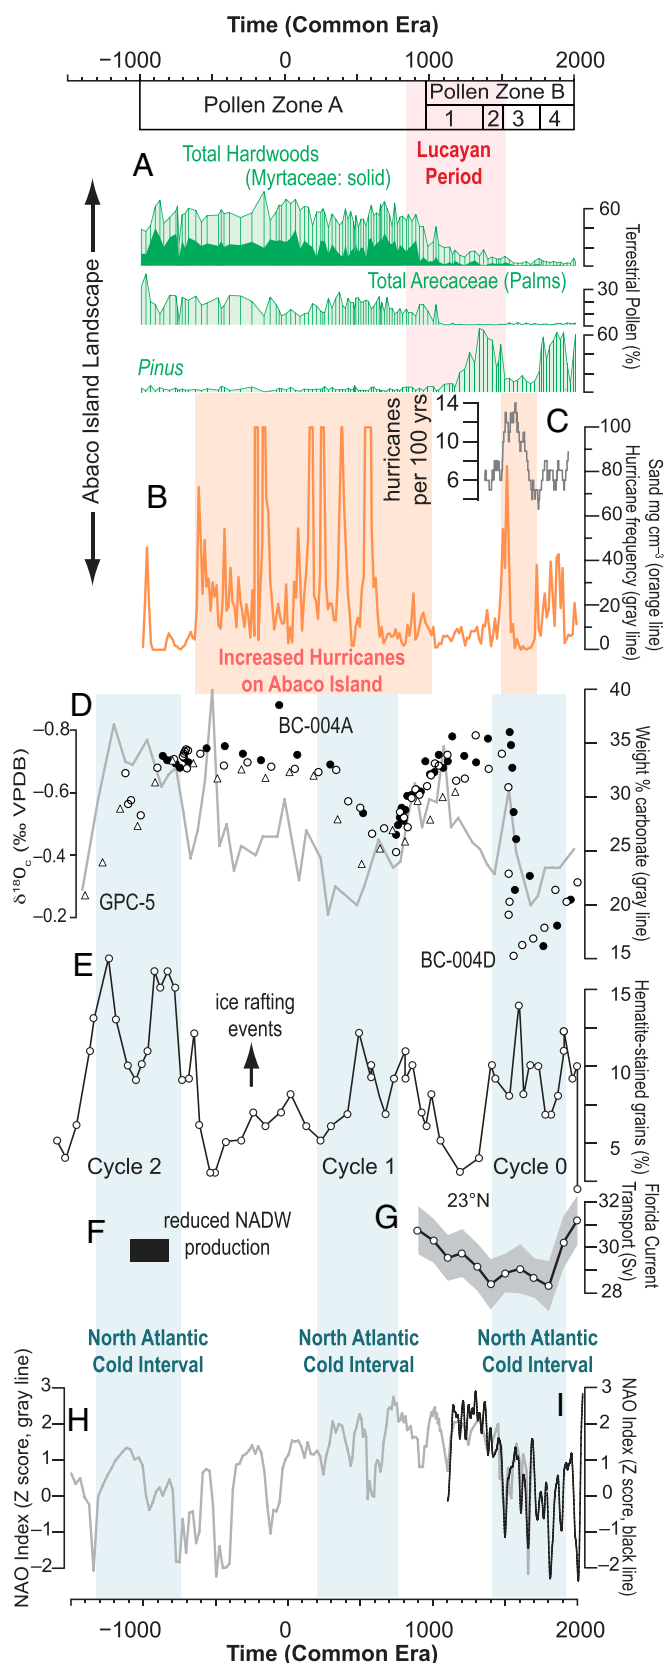 Time (Common Era)
−1000 0 1000 2000
Pollen Zone A
Pollen Zone B
1 2 3 4
A
Total Hardwoods
(Myrtaceae: solid)
Lucayan
Period
60
Total Arecaceae (Palms)
30
60
Pinus
Terrestrial Pollen (%)
Abaco Island Landscape
B
hurricanes
per 100 yrs
14
10
6
C
100
80
60
40
20
0
Sand mg cm⁻³ (orange line)
Hurricane frequency (gray line)
Increased Hurricanes
on Abaco Island
D
−0.8
−0.6
−0.4
−0.2
δ¹⁸O꜀ (‰ VPDB)
BC-004A
GPC-5
BC-004D
40
35
30
25
20
15
Weight % carbonate (gray line)
E
ice rafting
events
15
10
5
Hematite-stained grains (%)
Cycle 2
Cycle 1
Cycle 0
F
reduced NADW
production
23°N
G
32
30
28
Florida Current
Transport (Sv)
North Atlantic
Cold Interval
North Atlantic
Cold Interval
North Atlantic
Cold Interval
H
3
2
1
0
−1
−2
NAO Index (Z score, gray line)
I
3
2
1
0
−1
−2
NAO Index (Z score, black line)
−1000 0 1000 2000
Time (Common Era)